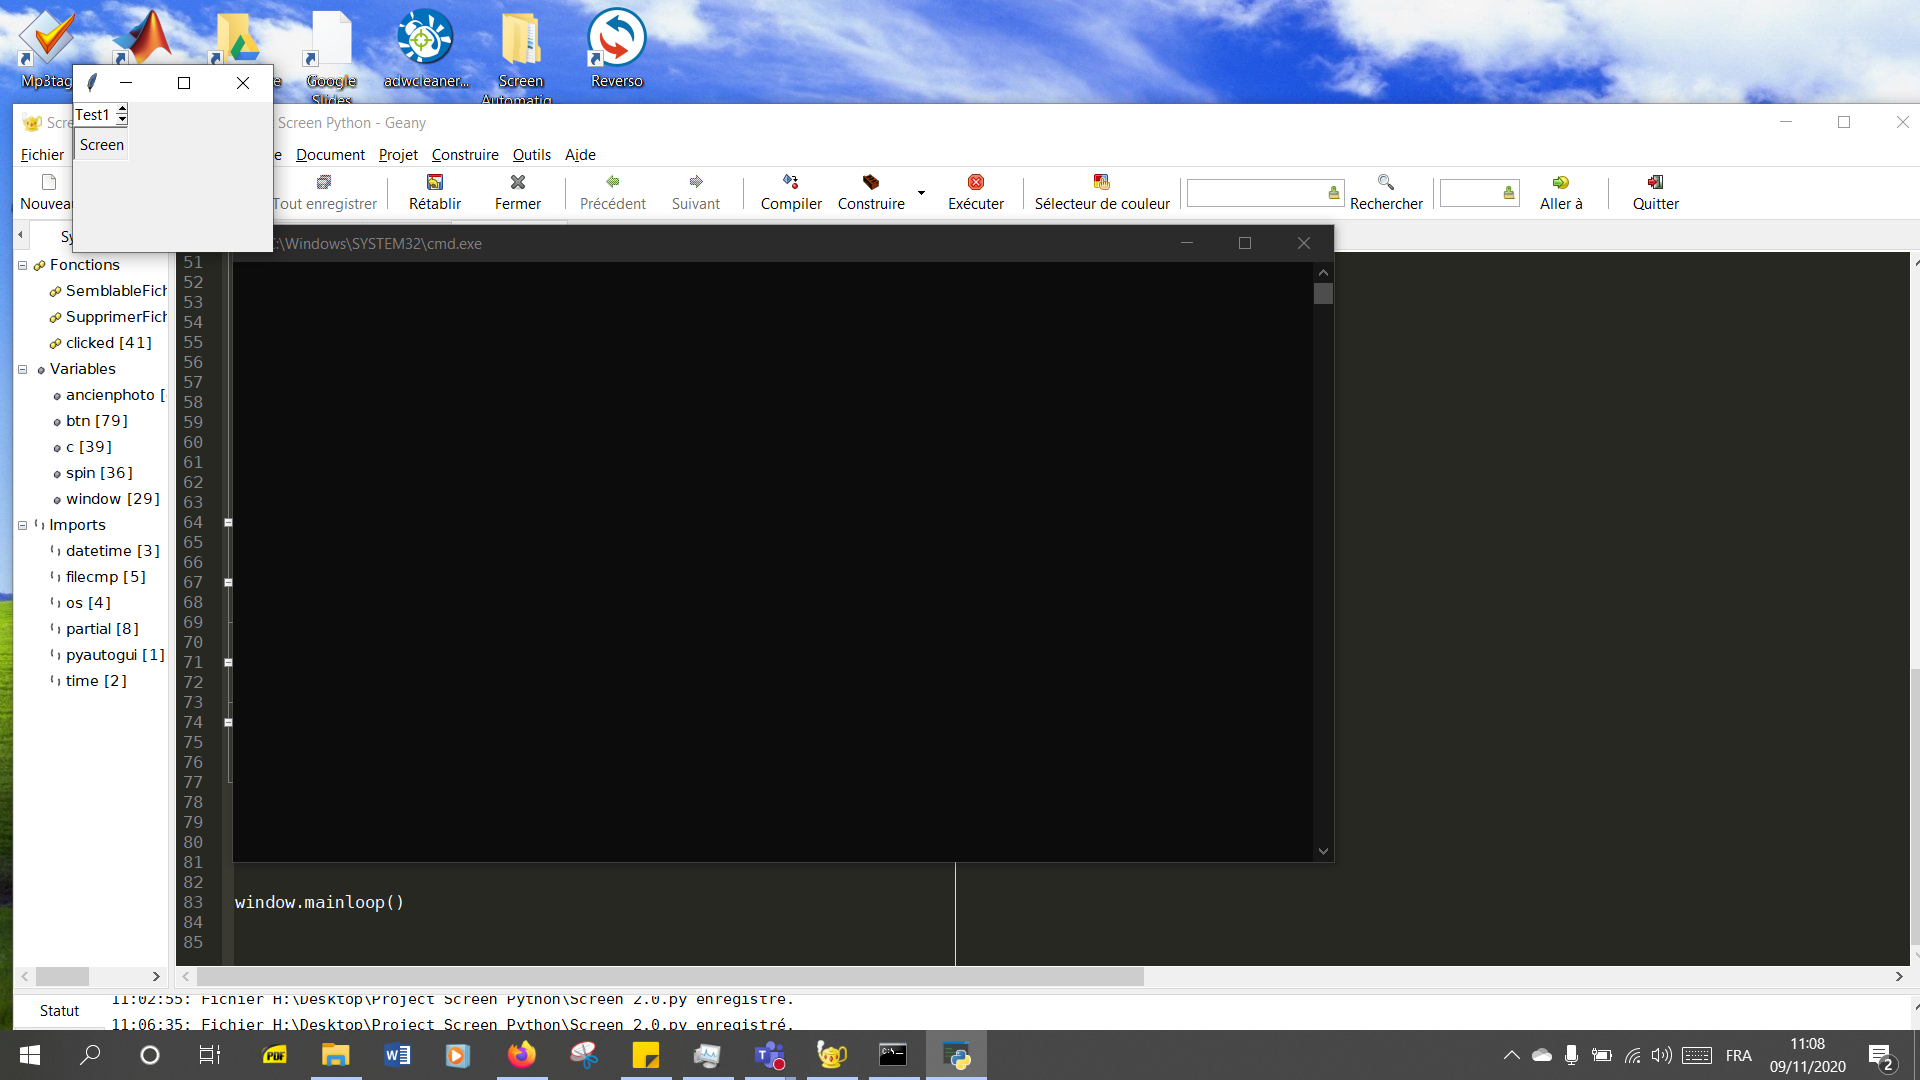 Mp3tag
Google
Slides
adwcleaner...
Screen
Automatiq
Reverso
Test1
Screen
Screen Python - Geany
Fichier
Document
Projet
Construire
Outils
Aide
Nouveau
Tout enregistrer
Rétablir
Fermer
Précédent
Suivant
Compiler
Construire
Exécuter
Sélecteur de couleur
Rechercher
Aller à
Quitter
:\Windows\SYSTEM32\cmd.exe
Fonctions
SemblableFich
SupprimerFich
clicked [41]
Variables
ancienphoto [
btn [79]
c [39]
spin [36]
window [29]
Imports
datetime [3]
filecmp [5]
os [4]
partial [8]
pyautogui [1]
time [2]
51
52
53
54
55
56
57
58
59
60
61
62
63
64
65
66
67
68
69
70
71
72
73
74
75
76
77
78
79
80
81
82
83 window.mainloop()
84
85
Statut
11:02:55: Fichier H:\Desktop\Project Screen Python\Screen 2.0.py enregistré.
11:06:35: Fichier H:\Desktop\Project Screen Python\Screen 2.0.py enregistré.
PDF
FRA
11:08
09/11/2020
2